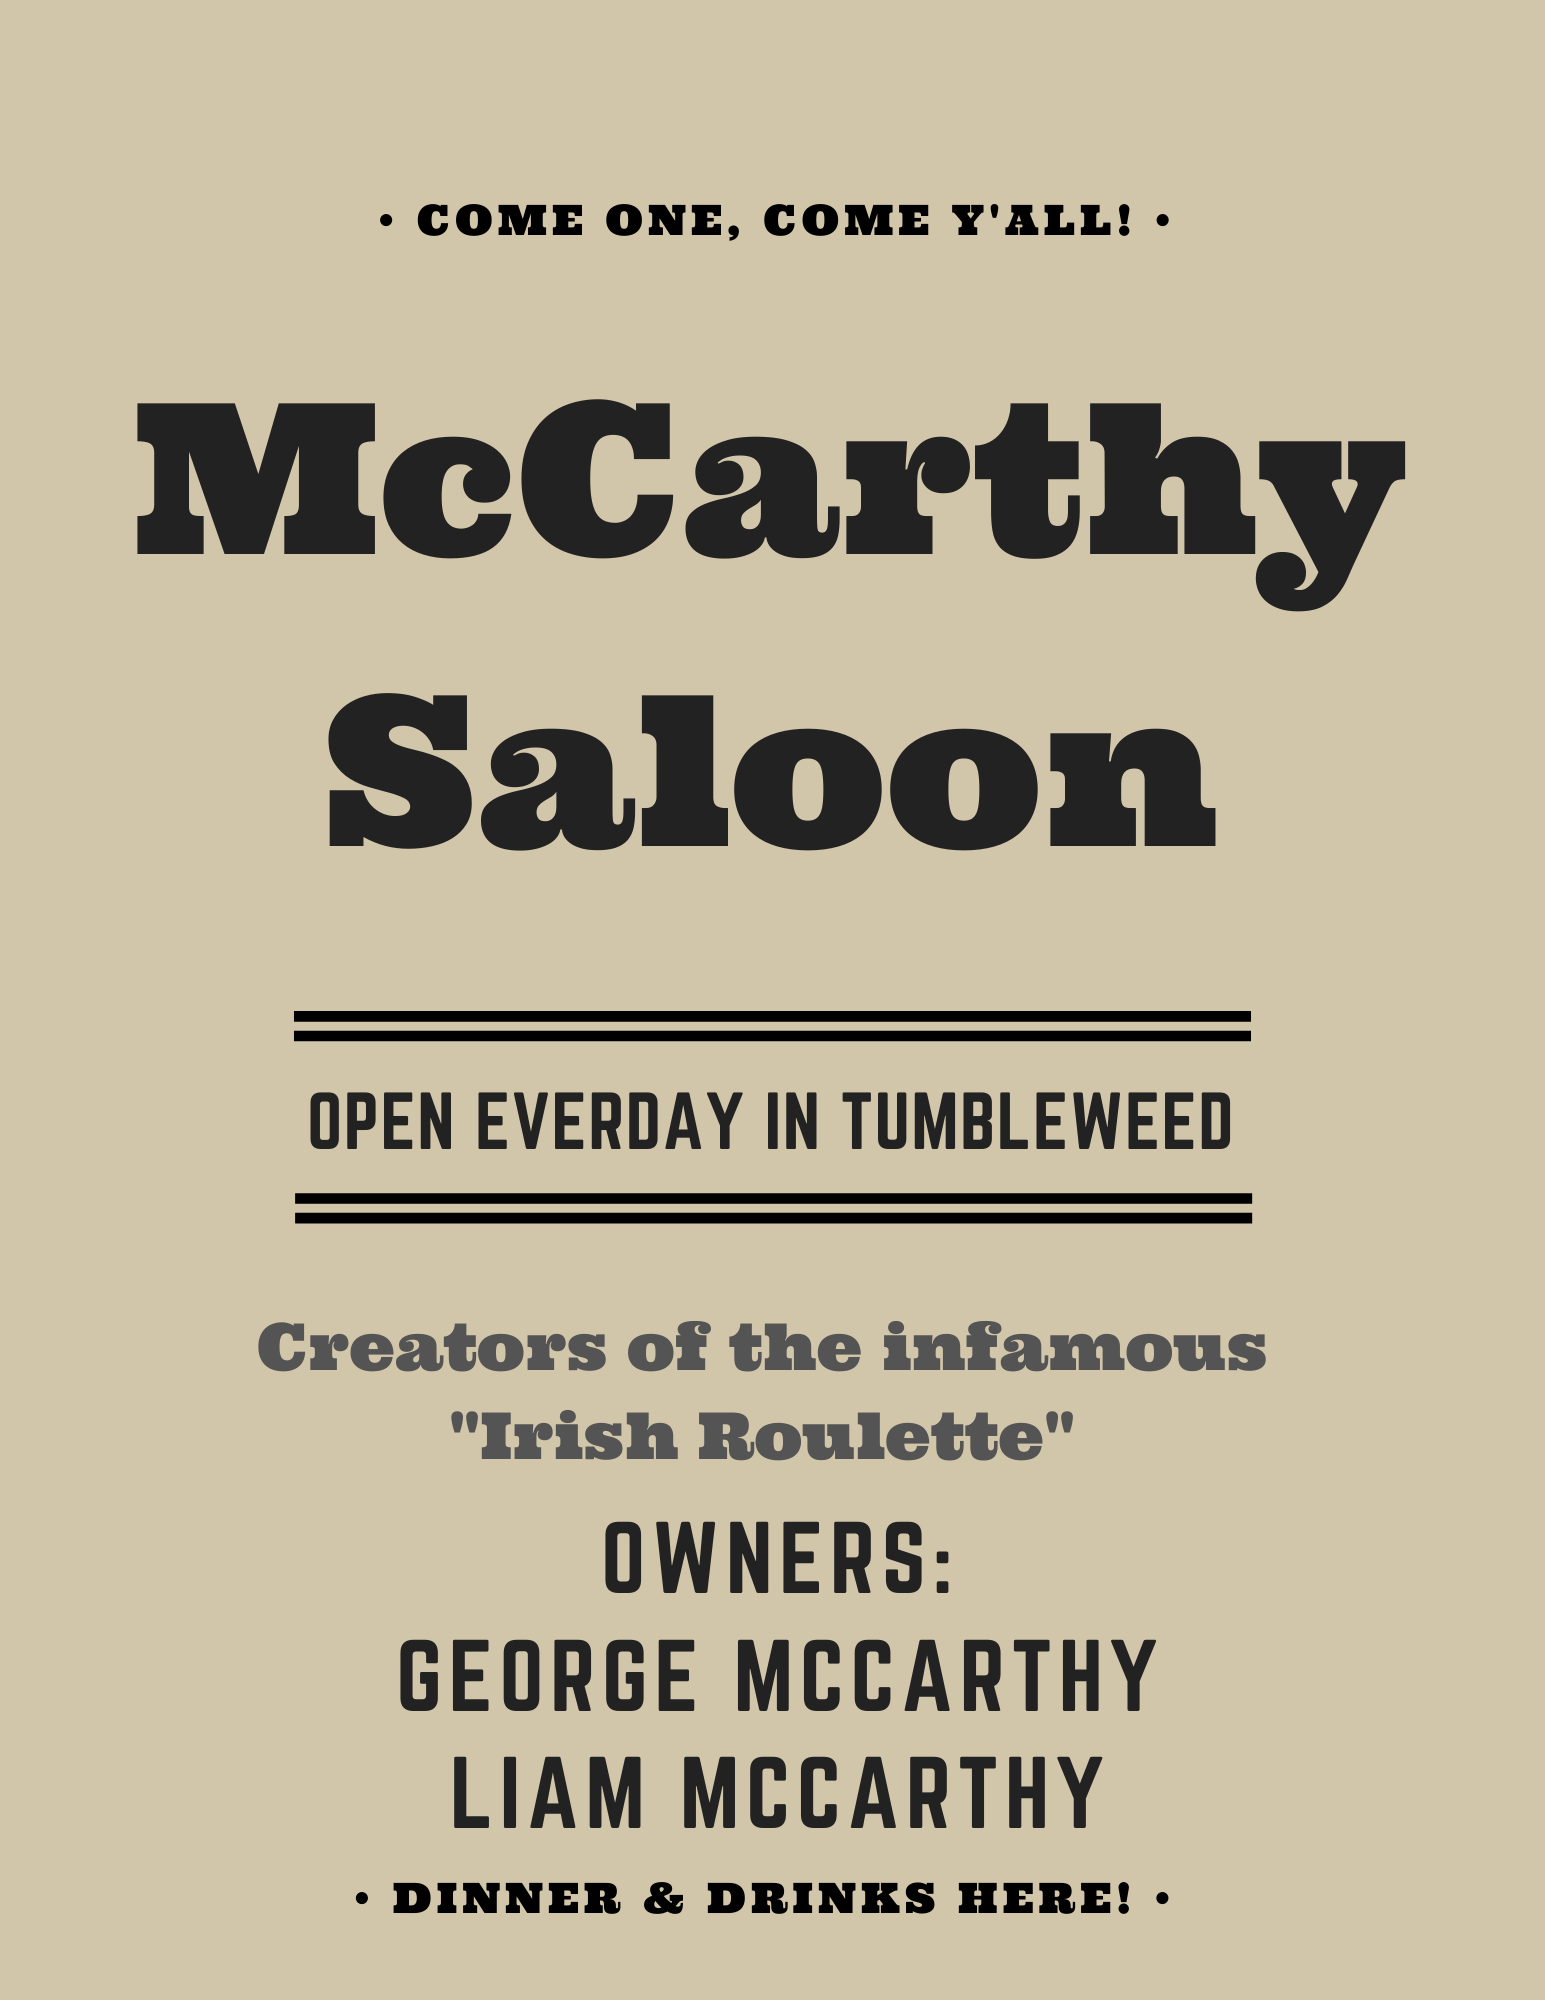 • COME ONE, COME Y'ALL! •
McCarthy
Saloon
OPEN EVERDAY IN TUMBLEWEED
Creators of the infamous
"Irish Roulette"
OWNERS:
GEORGE MCCARTHY
LIAM MCCARTHY
• DINNER & DRINKS HERE! •